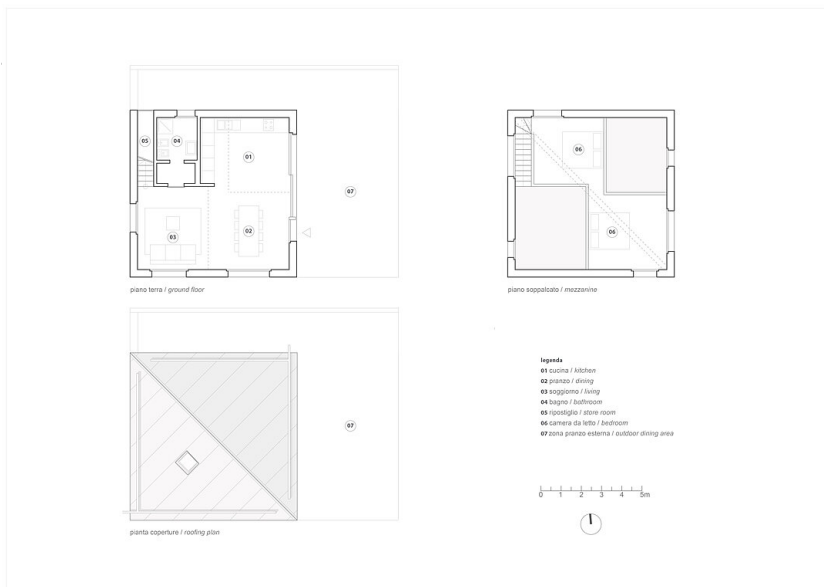 05
04
01
07
03
02
piano terra / ground floor
06
06
piano soppalcato / mezzanine
07
pianta coperture / roofing plan
legenda
01 cucina / kitchen
02 pranzo / dining
03 soggiorno / living
04 bagno / bathroom
05 ripostiglio / store room
06 camera da letto / bedroom
07 zona pranzo esterna / outdoor dining area
0 1 2 3 4 5m